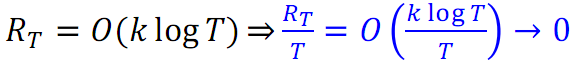 R_T = O(k log T) ⇒ R_T/T = O(k log T / T) → 0